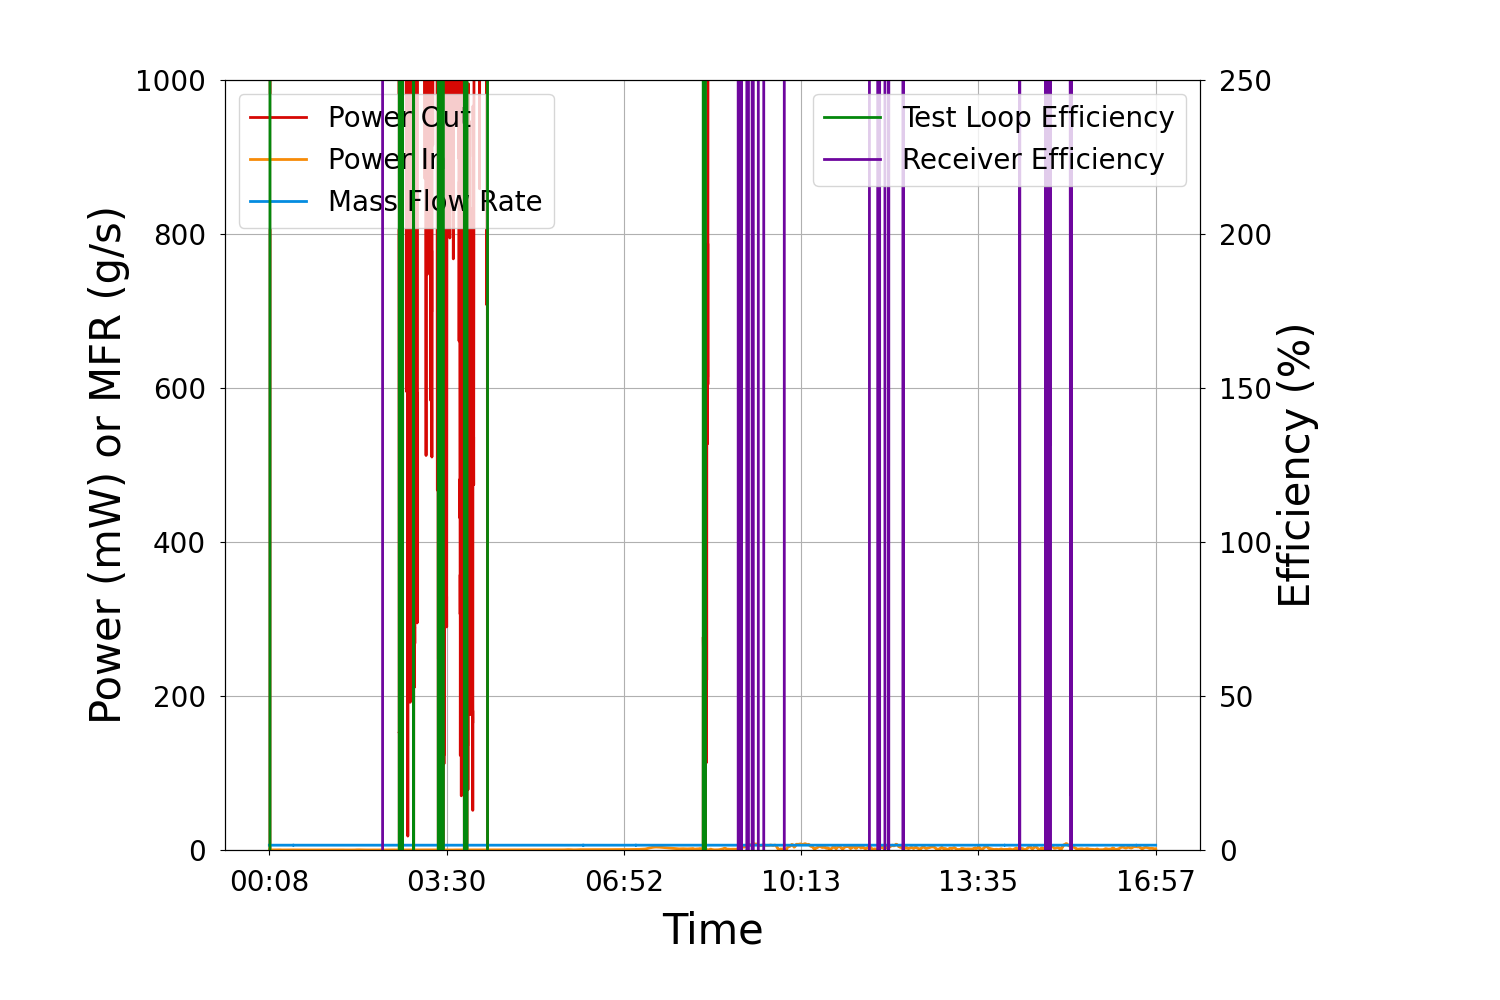 1000
800
600
400
200
0
Power (mW) or MFR (g/s)
Power Out
Power In
Mass Flow Rate
Test Loop Efficiency
Receiver Efficiency
250
200
150
100
50
0
Efficiency (%)
00:08 03:30 06:52 10:13 13:35 16:57
Time